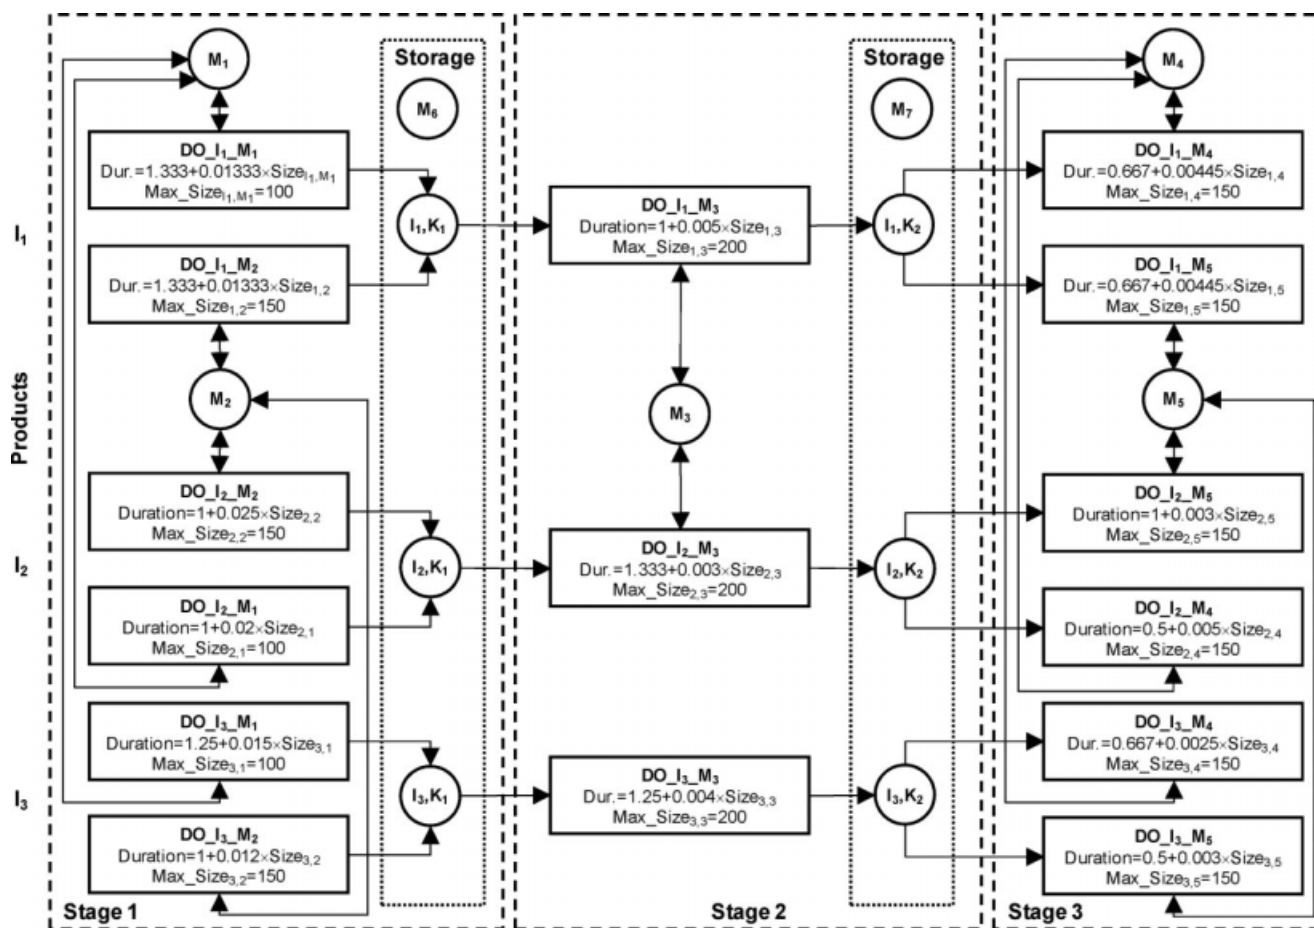 M1
Storage
M6
DO_I1_M1
Dur.=1.333+0.01333×SizeI1,M1
Max_SizeI1,M1=100
I1,K1
I1
DO_I1_M2
Dur.=1.333+0.01333×Size1,2
Max_Size1,2=150
M2
Products
DO_I2_M2
Duration=1+0.025×Size2,2
Max_Size2,2=150
I2,K1
I2
DO_I2_M1
Duration=1+0.02×Size2,1
Max_Size2,1=100
DO_I3_M1
Duration=1.25+0.015×Size3,1
Max_Size3,1=100
I3,K1
I3
DO_I3_M2
Duration=1+0.012×Size3,2
Max_Size3,2=150
Stage 1
Storage
M7
DO_I1_M3
Duration=1+0.005×Size1,3
Max_Size1,3=200
I1,K2
M3
DO_I2_M3
Dur.=1.333+0.003×Size2,3
Max_Size2,3=200
I2,K2
DO_I3_M3
Dur.=1.25+0.004×Size3,3
Max_Size3,3=200
I3,K2
Stage 2
M4
DO_I1_M4
Dur.=0.667+0.00445×Size1,4
Max_Size1,4=150
DO_I1_M5
Dur.=0.667+0.00445×Size1,5
Max_Size1,5=150
M5
DO_I2_M5
Duration=1+0.003×Size2,5
Max_Size2,5=150
DO_I2_M4
Duration=0.5+0.005×Size2,4
Max_Size2,4=150
DO_I3_M4
Dur.=0.667+0.0025×Size3,4
Max_Size3,4=150
DO_I3_M5
Duration=0.5+0.003×Size3,5
Max_Size3,5=150
Stage 3